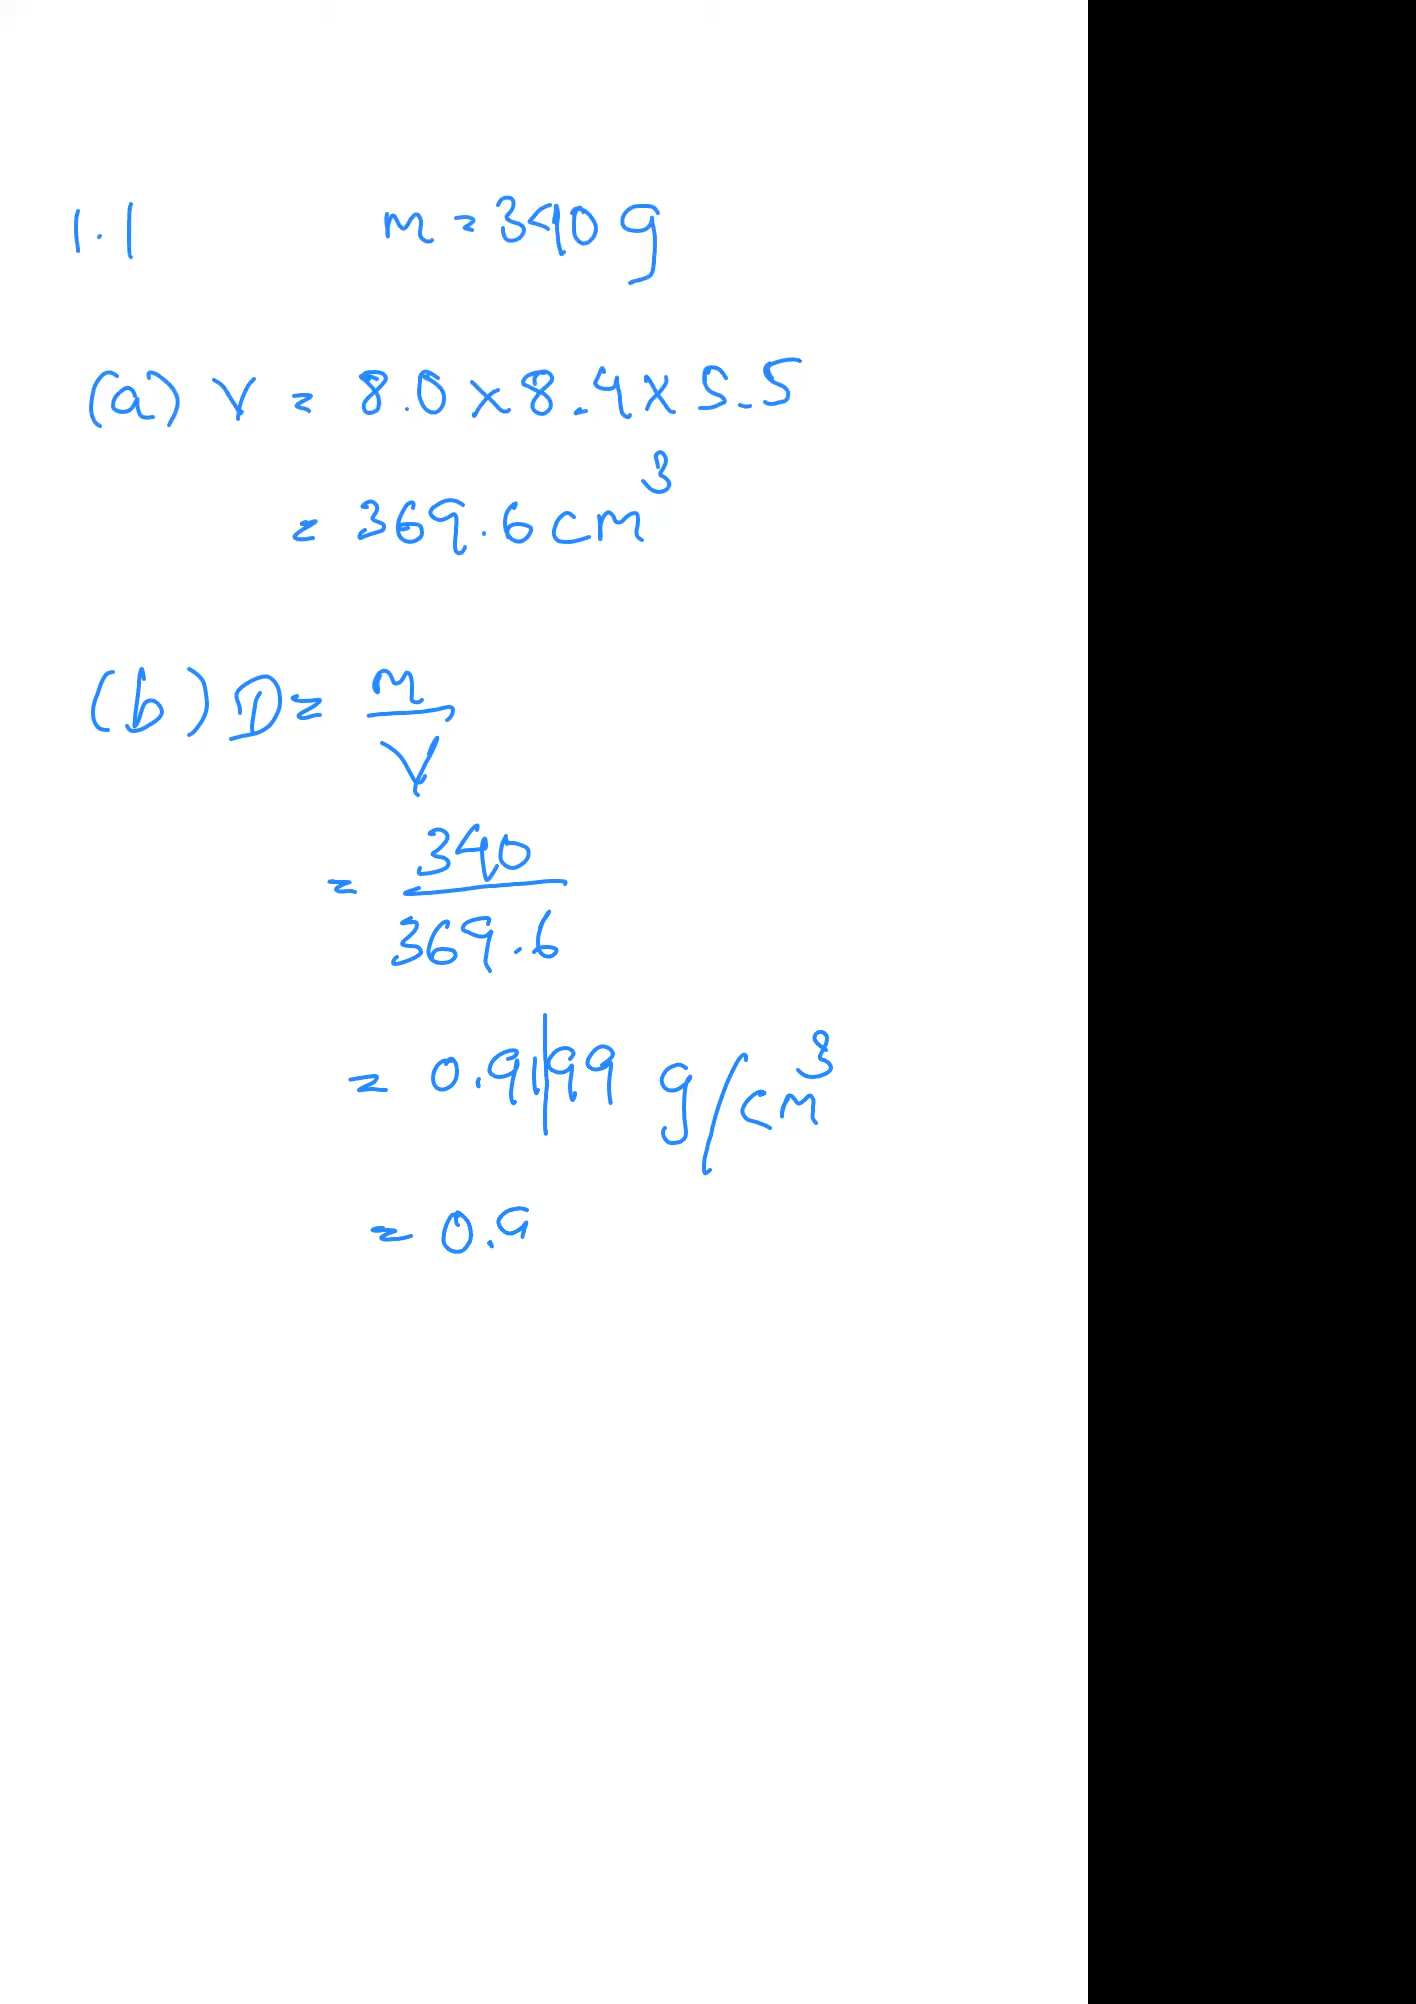 1.1 m = 340 g
(a) V = 8.0 × 8.4 × 5.5
= 369.6 cm³
(b) D = m/V
= 340/369.6
= 0.91|99 g/cm³
= 0.9